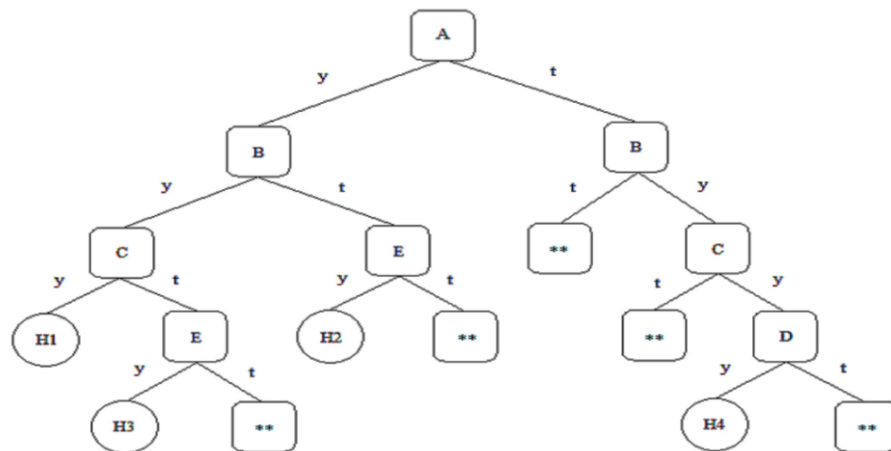 A
y t
B B
y t t y
C E ** C
y t y t t y
H1 E H2 ** ** D
y t y t
H3 ** H4 **